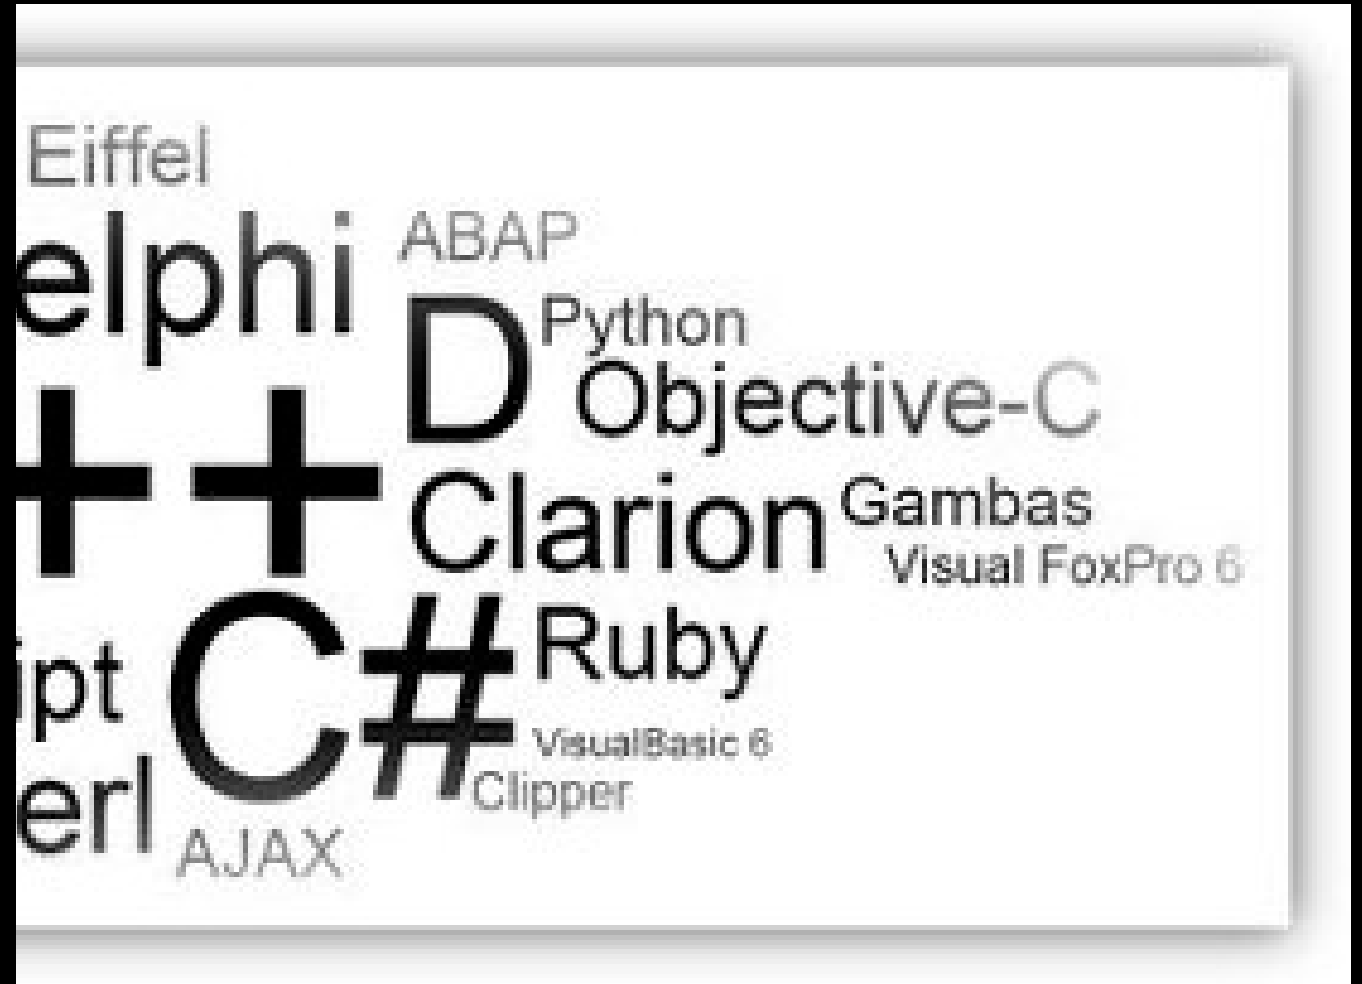 Eiffel
elphi
ABAP
D
Python
Objective-C
++
Clarion
Gambas
Visual FoxPro 6
C#
Ruby
ipt
VisualBasic 6
Clipper
erl
AJAX